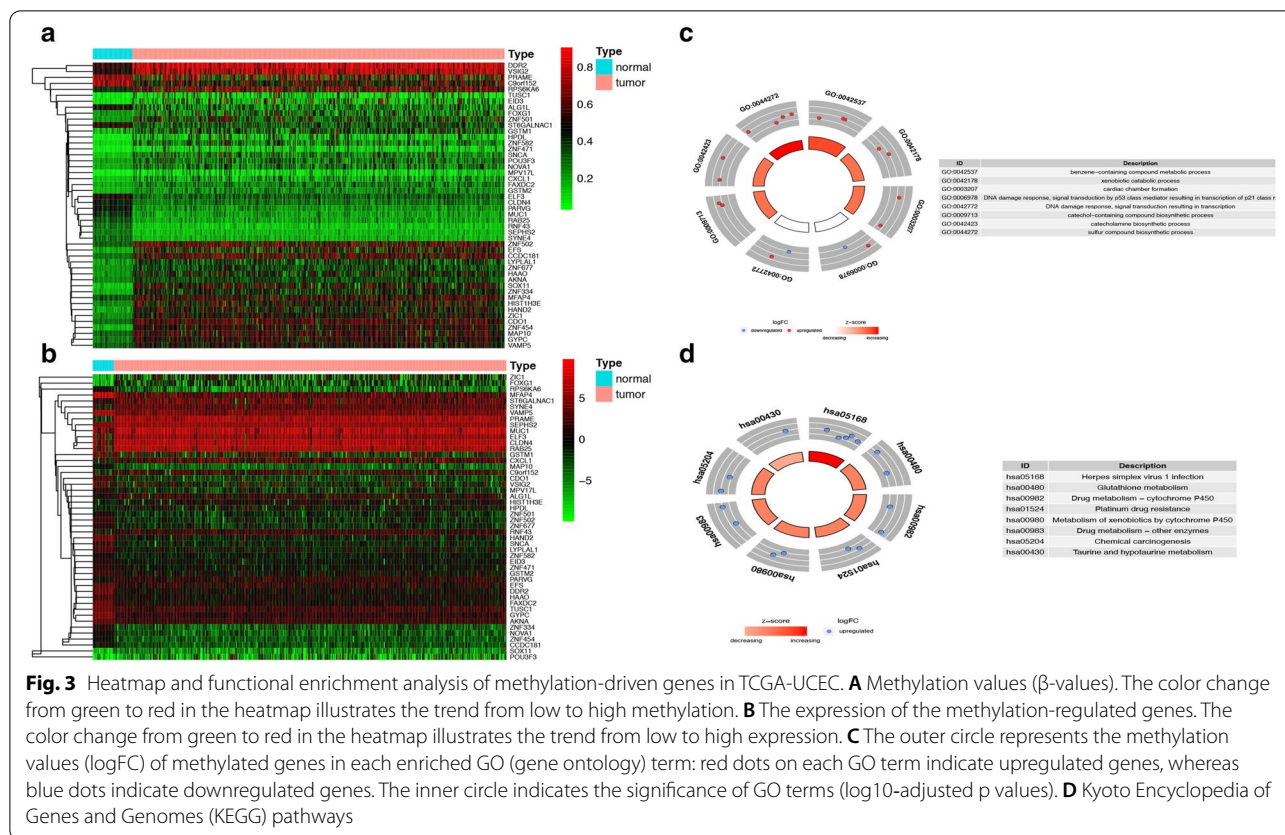 a
Type
DDR2
VSIG2
PRAME
C9orf152
RPS6KA6
TUSC1
EID3
ALG1L
FOXG1
ZNF501
ST6GALNAC1
GSTM1
HPDL
ZNF582
ZNF471
SNCA
POU3F3
NOVA1
MPV17L
CXCL1
FAXDC2
GSTM2
ELF3
CLDN4
PARVG
MUC1
RAB25
RNF43
SEPHS2
SYNE4
ZNF502
EFS
CCDC181
LYPLAL1
ZNF677
HAAO
AKNA
SOX11
ZNF334
MFAP4
HIST1H3E
HAND2
ZIC1
CDO1
ZNF454
MAP10
GYPC
VAMP5
0.8
0.6
0.4
0.2
Type
normal
tumor
b
Type
ZIC1
FOXG1
RPS6KA6
MFAP4
ST6GALNAC1
SYNE4
VAMP5
PRAME
SEPHS2
MUC1
ELF3
CLDN4
RAB25
GSTM1
CXCL1
MAP10
C9orf152
CDO1
VSIG2
MPV17L
ALG1L
HIST1H3E
HPDL
ZNF501
ZNF502
ZNF677
RNF43
HAND2
SNCA
LYPLAL1
ZNF582
EID3
ZNF471
GSTM2
PARVG
EFS
DDR2
HAAO
FAXDC2
TUSC1
GYPC
AKNA
ZNF334
NOVA1
ZNF454
CCDC181
SOX11
POU3F3
5
0
−5
Type
normal
tumor
c
GO:0044272
GO:0042537
GO:0042178
GO:0003207
GO:0006978
GO:0042772
GO:0009713
GO:0042423
logFC
downregulated
upregulated
z−score
decreasing
increasing
ID Description
GO:0042537 benzene−containing compound metabolic process
GO:0042178 xenobiotic catabolic process
GO:0003207 cardiac chamber formation
GO:0006978 DNA damage response, signal transduction by p53 class mediator resulting in transcription of p21 class r
GO:0042772 DNA damage response, signal transduction resulting in transcription
GO:0009713 catechol−containing compound biosynthetic process
GO:0042423 catecholamine biosynthetic process
GO:0044272 sulfur compound biosynthetic process
d
hsa00430
hsa05168
hsa00480
hsa00982
hsa01524
hsa00980
hsa00983
hsa05204
z−score
decreasing
increasing
logFC
upregulated
ID Description
hsa05168 Herpes simplex virus 1 infection
hsa00480 Glutathione metabolism
hsa00982 Drug metabolism − cytochrome P450
hsa01524 Platinum drug resistance
hsa00980 Metabolism of xenobiotics by cytochrome P450
hsa00983 Drug metabolism − other enzymes
hsa05204 Chemical carcinogenesis
hsa00430 Taurine and hypotaurine metabolism
Fig. 3 Heatmap and functional enrichment analysis of methylation-driven genes in TCGA-UCEC. A Methylation values (β-values). The color change
from green to red in the heatmap illustrates the trend from low to high methylation. B The expression of the methylation-regulated genes. The
color change from green to red in the heatmap illustrates the trend from low to high expression. C The outer circle represents the methylation
values (logFC) of methylated genes in each enriched GO (gene ontology) term: red dots on each GO term indicate upregulated genes, whereas
blue dots indicate downregulated genes. The inner circle indicates the significance of GO terms (log10-adjusted p values). D Kyoto Encyclopedia of
Genes and Genomes (KEGG) pathways